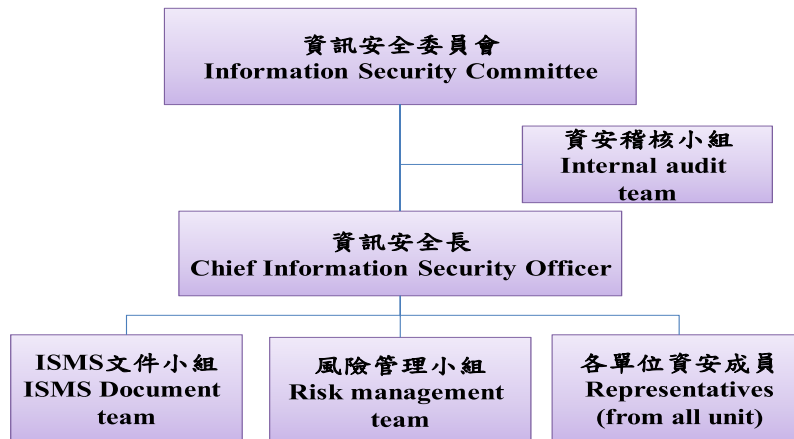 資訊安全委員會
Information Security Committee
資安稽核小組
Internal audit
team
資訊安全長
Chief Information Security Officer
ISMS文件小組
ISMS Document
team
風險管理小組
Risk management
team
各單位資安成員
Representatives
(from all unit)